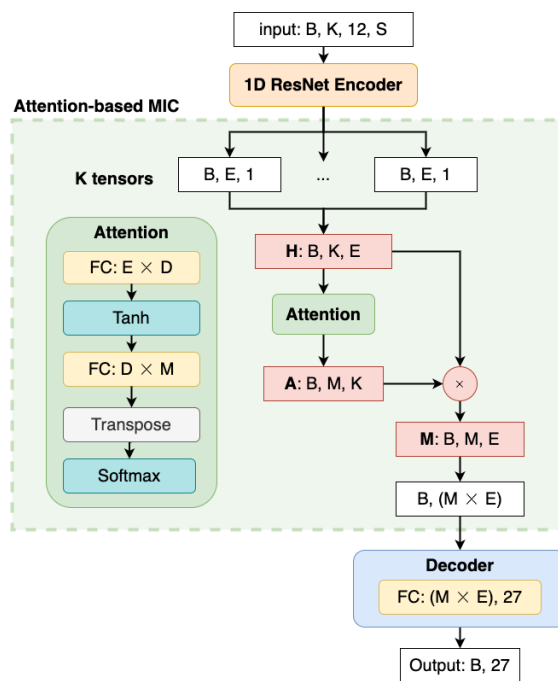 input: B, K, 12, S
1D ResNet Encoder
Attention-based MIC
K tensors
B, E, 1
...
B, E, 1
Attention
FC: E × D
Tanh
FC: D × M
Transpose
Softmax
H: B, K, E
Attention
A: B, M, K
×
M: B, M, E
B, (M × E)
Decoder
FC: (M × E), 27
Output: B, 27